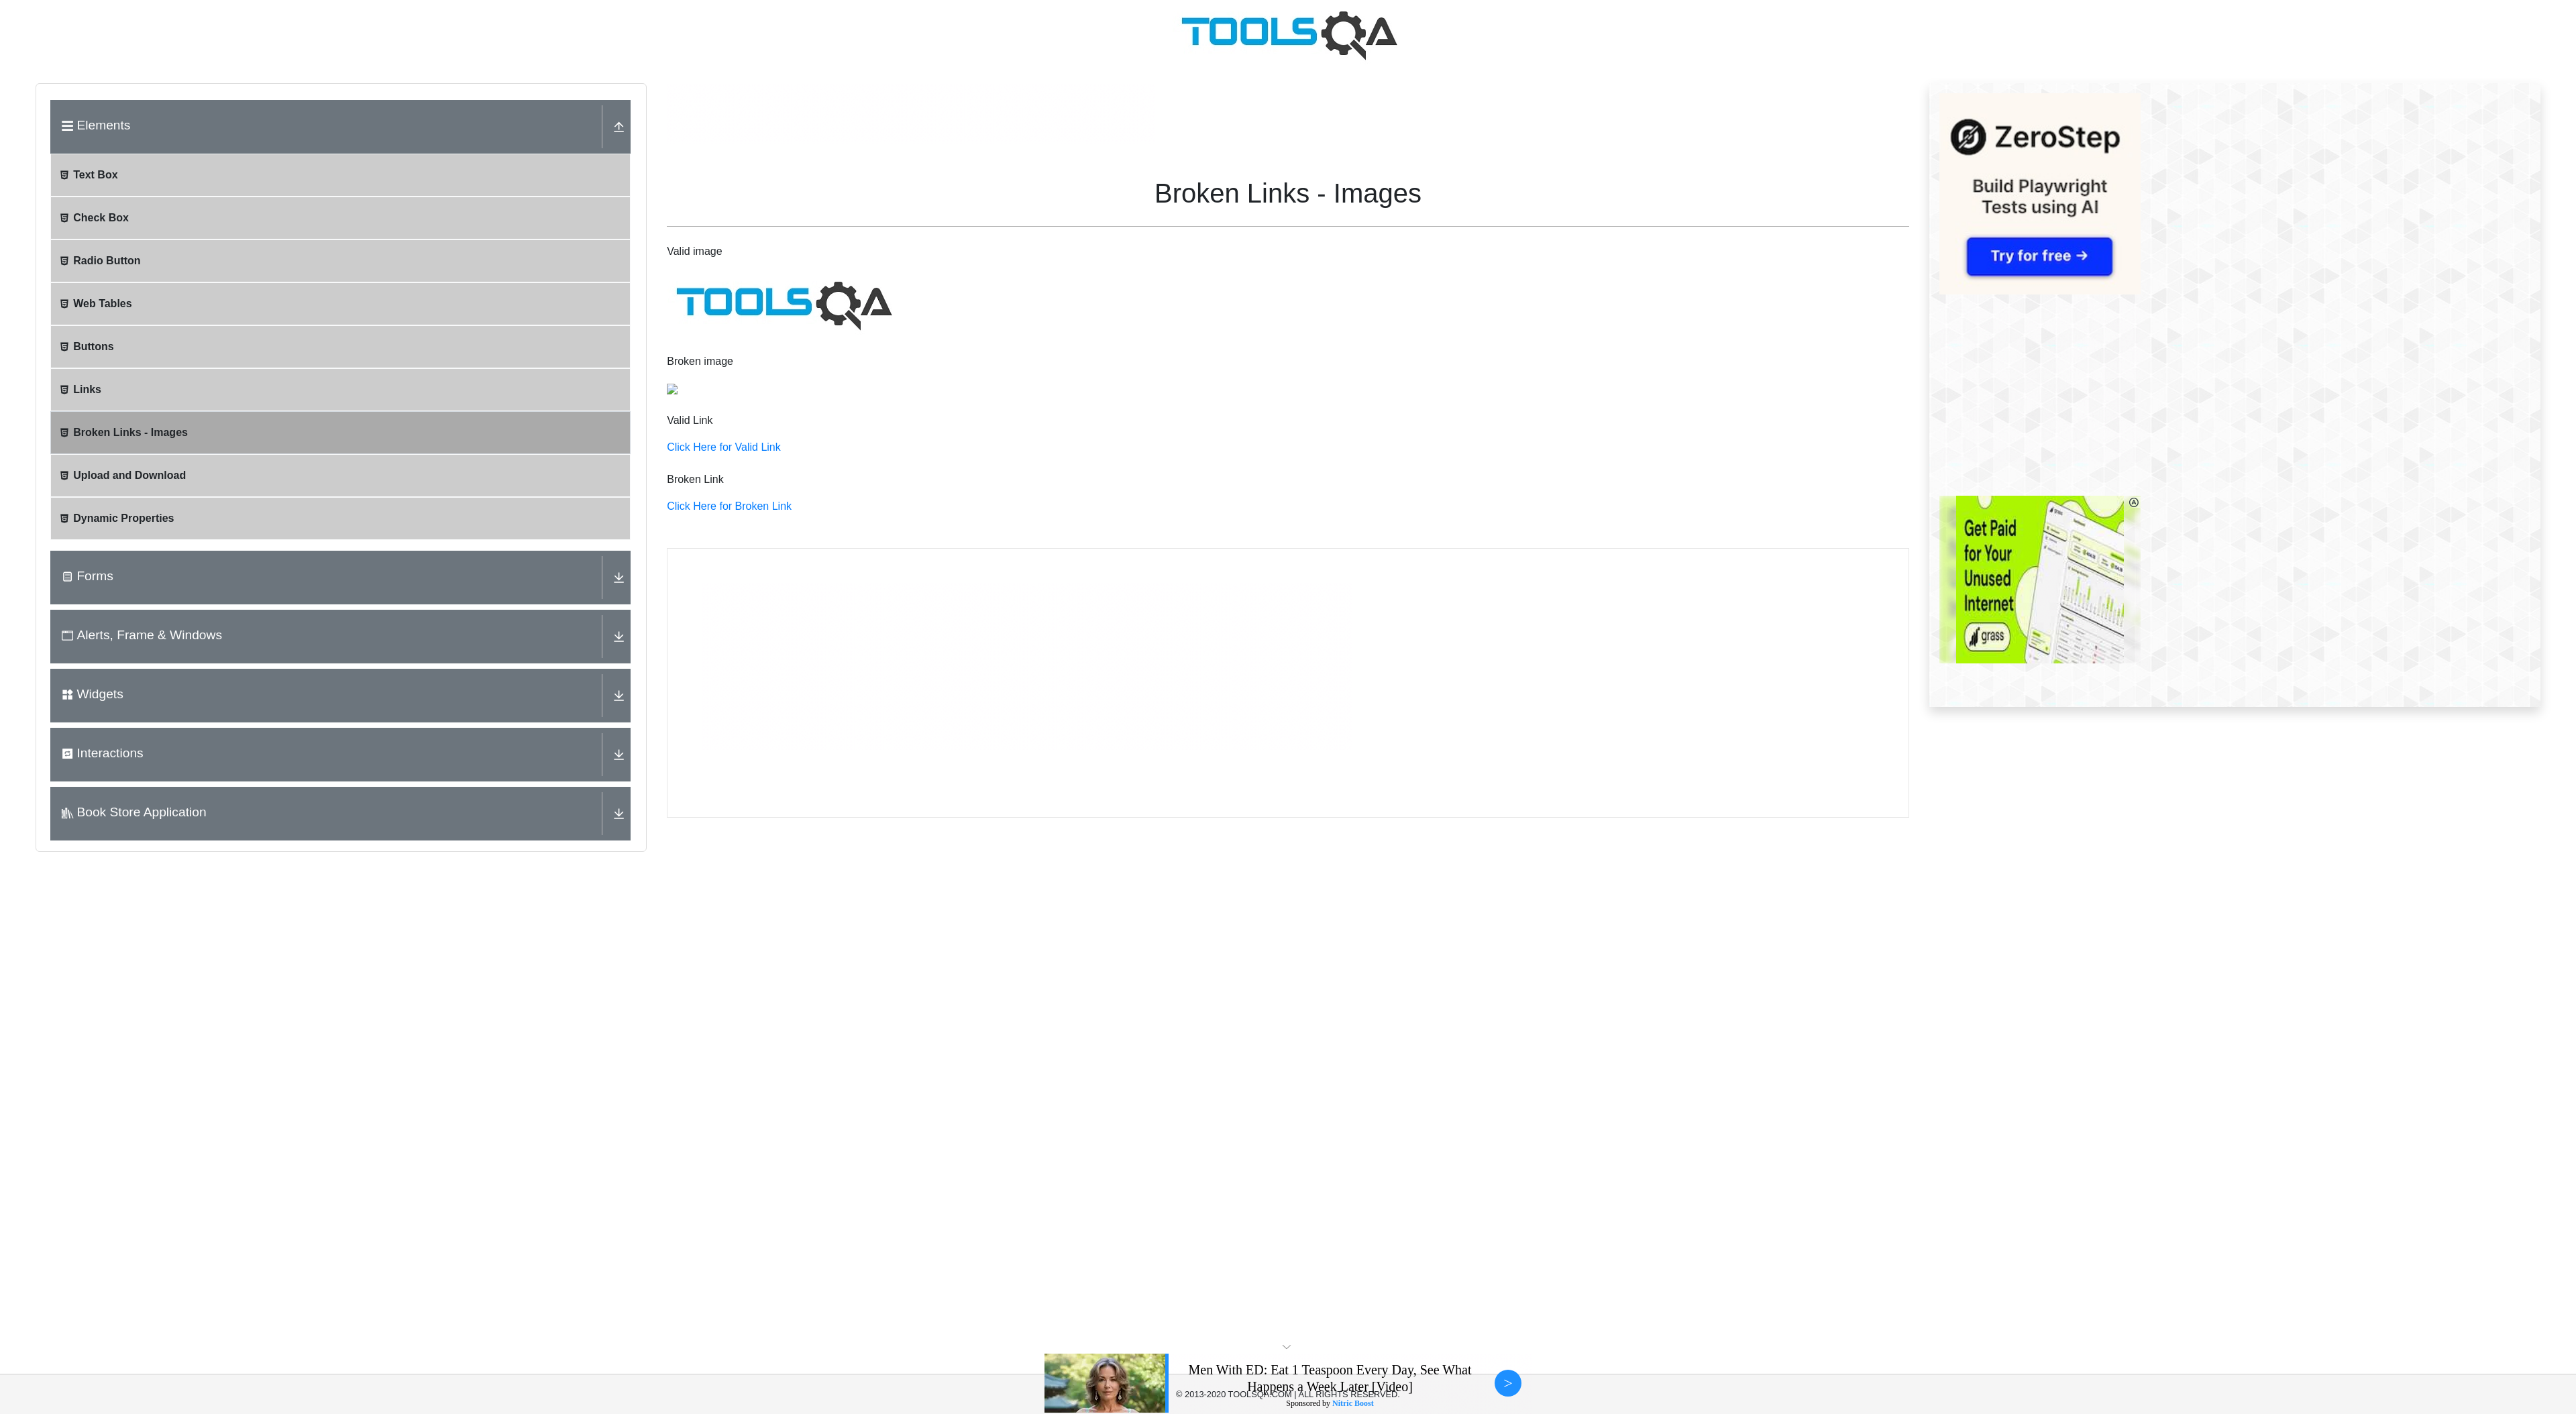 TOOLSQA
Elements
Text Box
Check Box
Radio Button
Web Tables
Buttons
Links
Broken Links - Images
Upload and Download
Dynamic Properties
Forms
Alerts, Frame & Windows
Widgets
Interactions
Book Store Application
Broken Links - Images
Valid image
TOOLSQA
Broken image
Valid Link
Click Here for Valid Link
Broken Link
Click Here for Broken Link
ZeroStep
Build Playwright
Tests using AI
Try for free →
Get Paid
for Your
Unused
Internet
grass
Men With ED: Eat 1 Teaspoon Every Day, See What
Happens a Week Later [Video]
© 2013-2020 TOOLSQA.COM | ALL RIGHTS RESERVED.
Sponsored by Nitric Boost
>